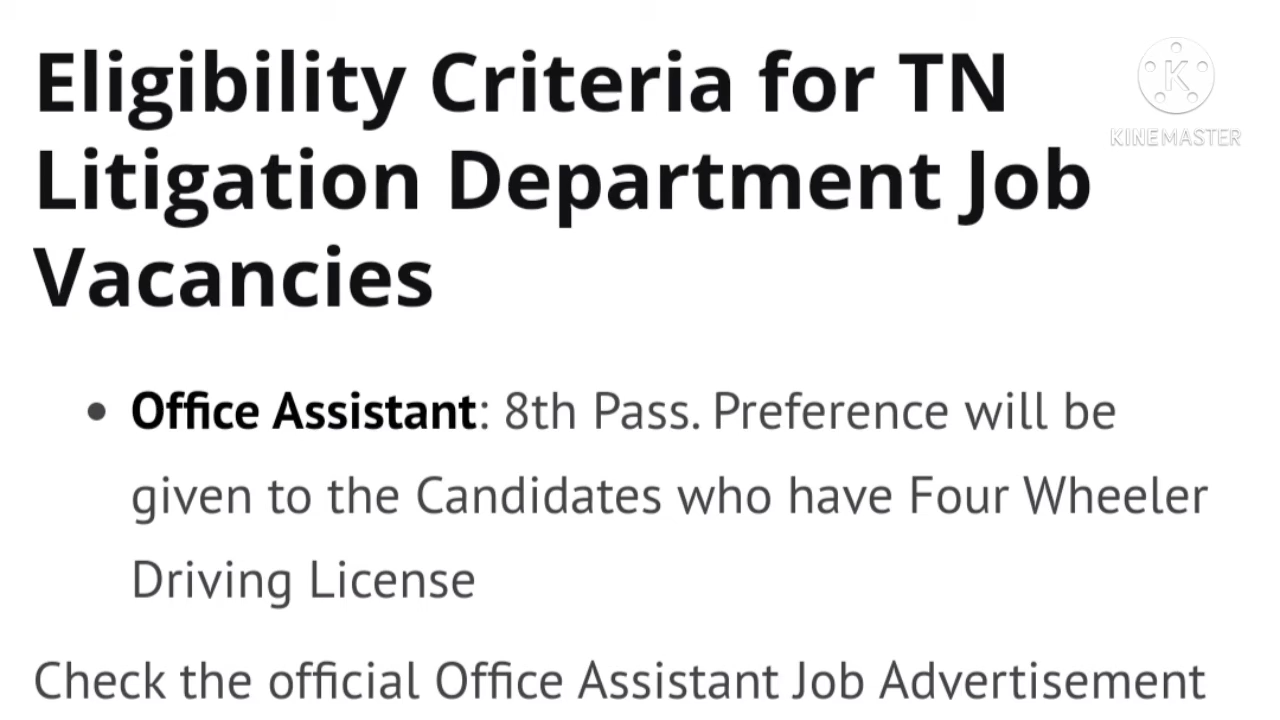 Eligibility Criteria for TN
Litigation Department Job
Vacancies
K
KINEMASTER
• Office Assistant: 8th Pass. Preference will be
given to the Candidates who have Four Wheeler
Driving License
Check the official Office Assistant Job Advertisement